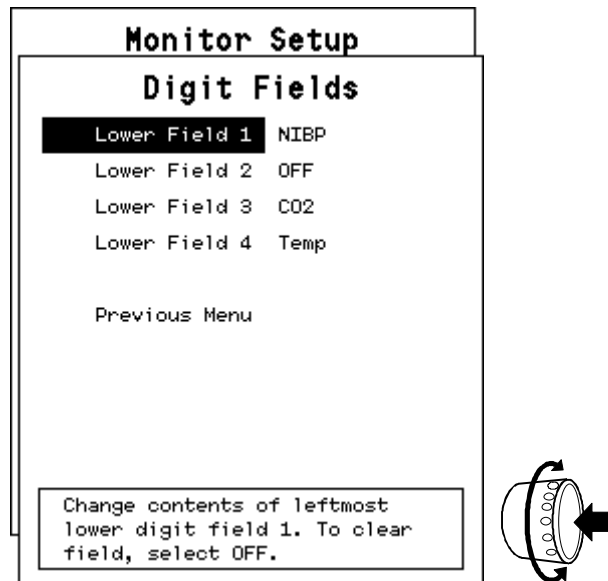 Monitor Setup
Digit Fields
Lower Field 1 NIBP
Lower Field 2 OFF
Lower Field 3 CO2
Lower Field 4 Temp
Previous Menu
Change contents of leftmost
lower digit field 1. To clear
field, select OFF.